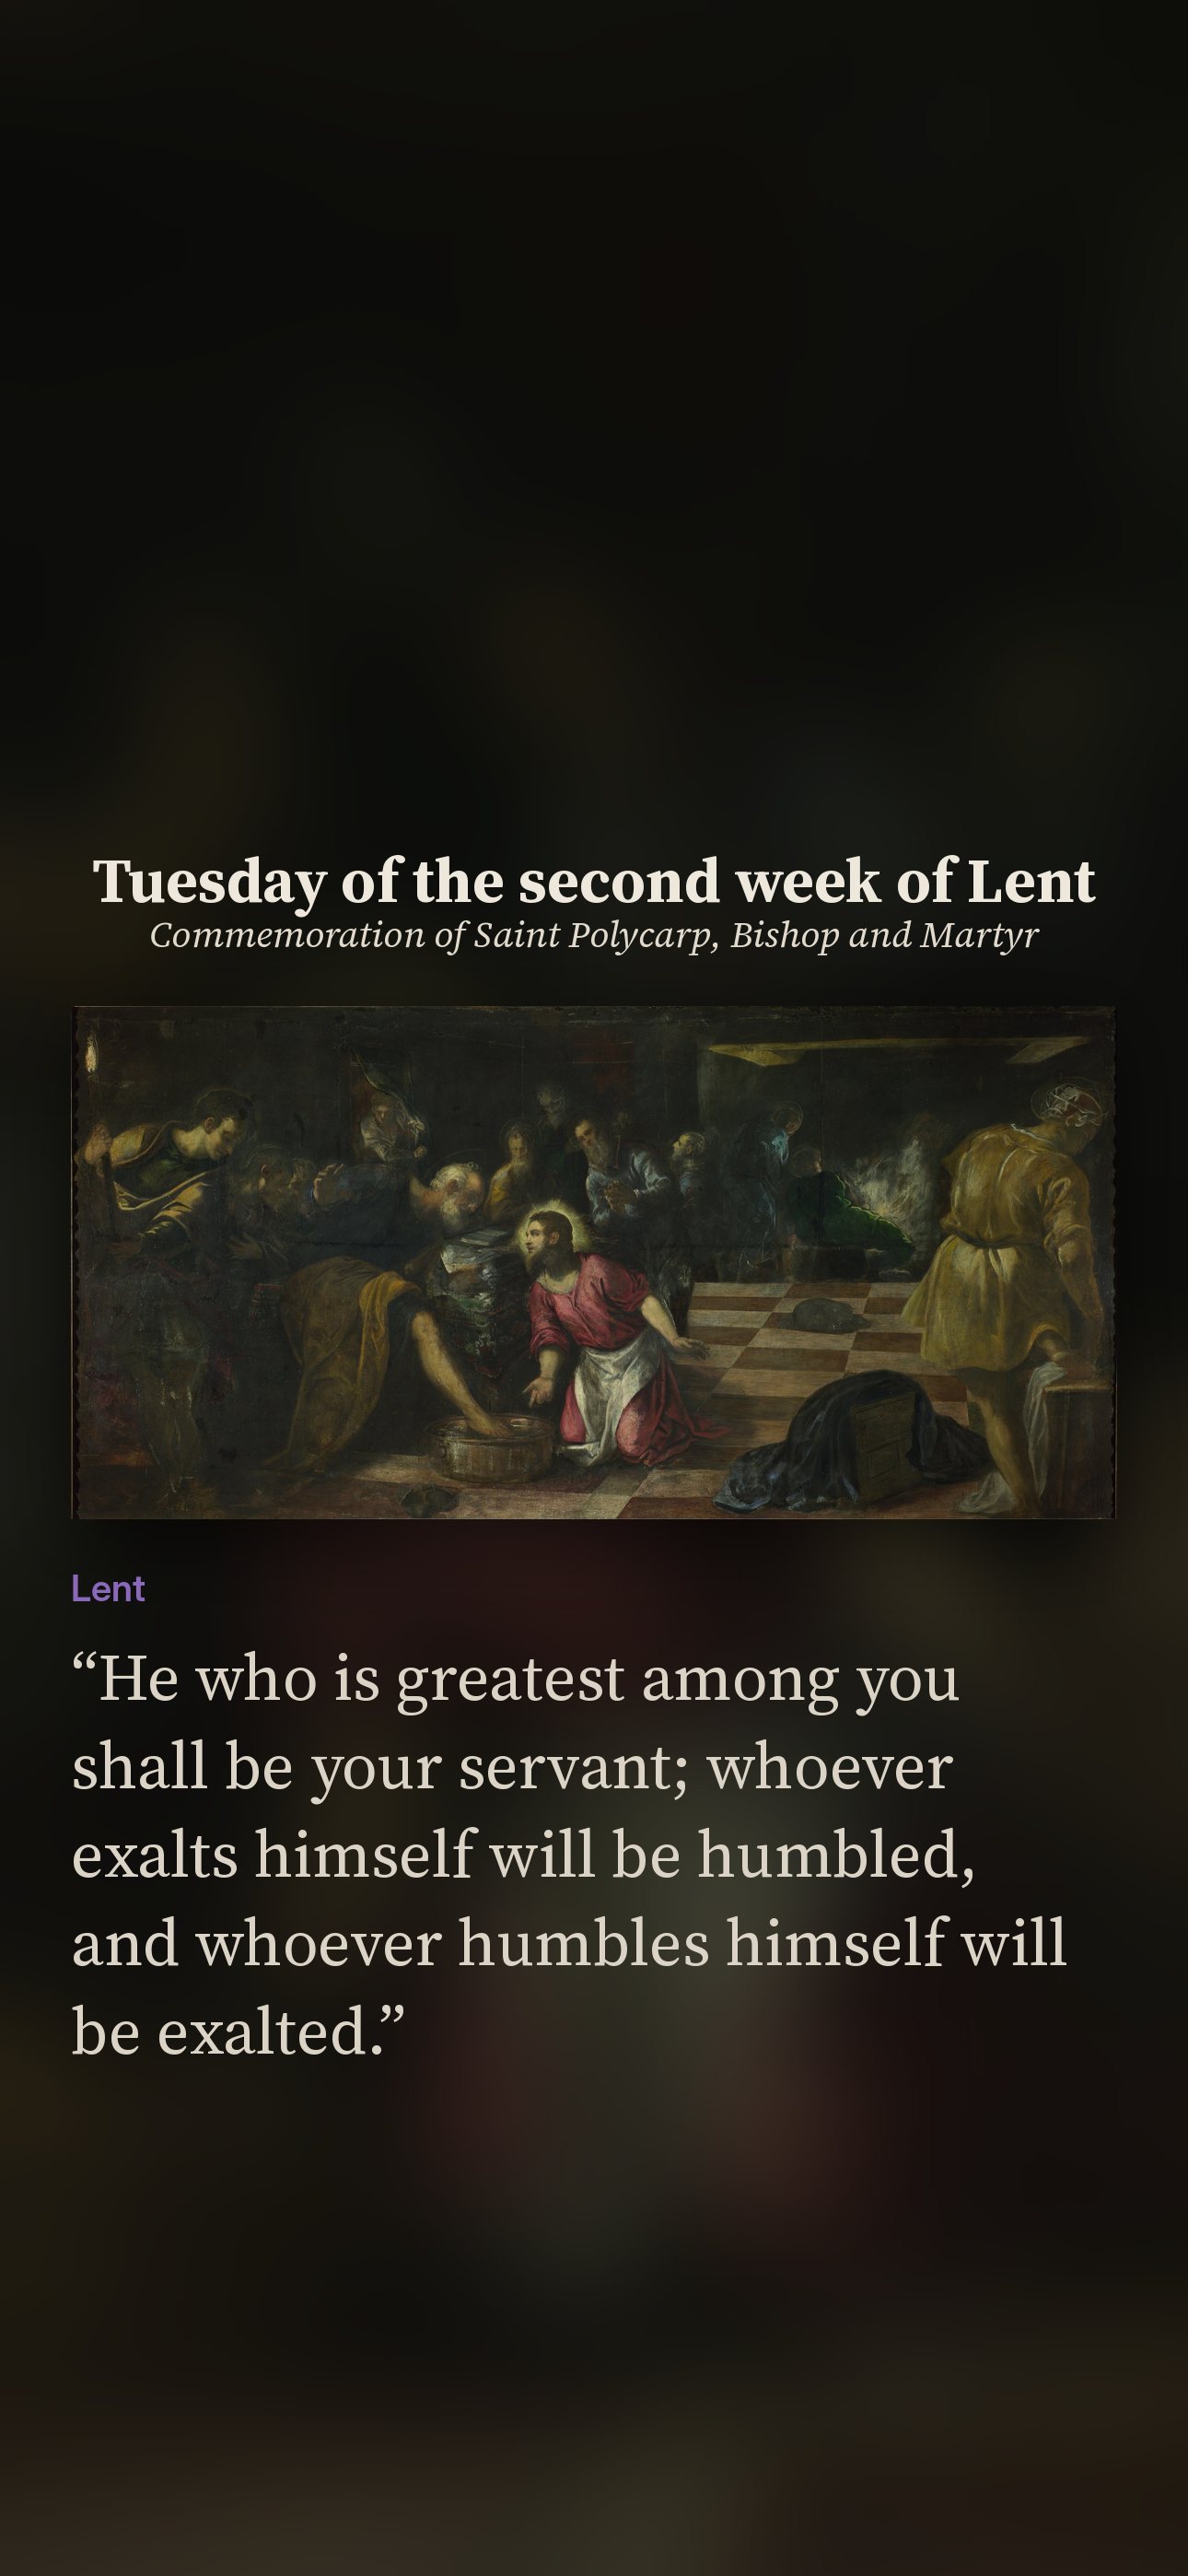 Tuesday of the second week of Lent
Commemoration of Saint Polycarp, Bishop and Martyr
Lent
“He who is greatest among you
shall be your servant; whoever
exalts himself will be humbled,
and whoever humbles himself will
be exalted.”